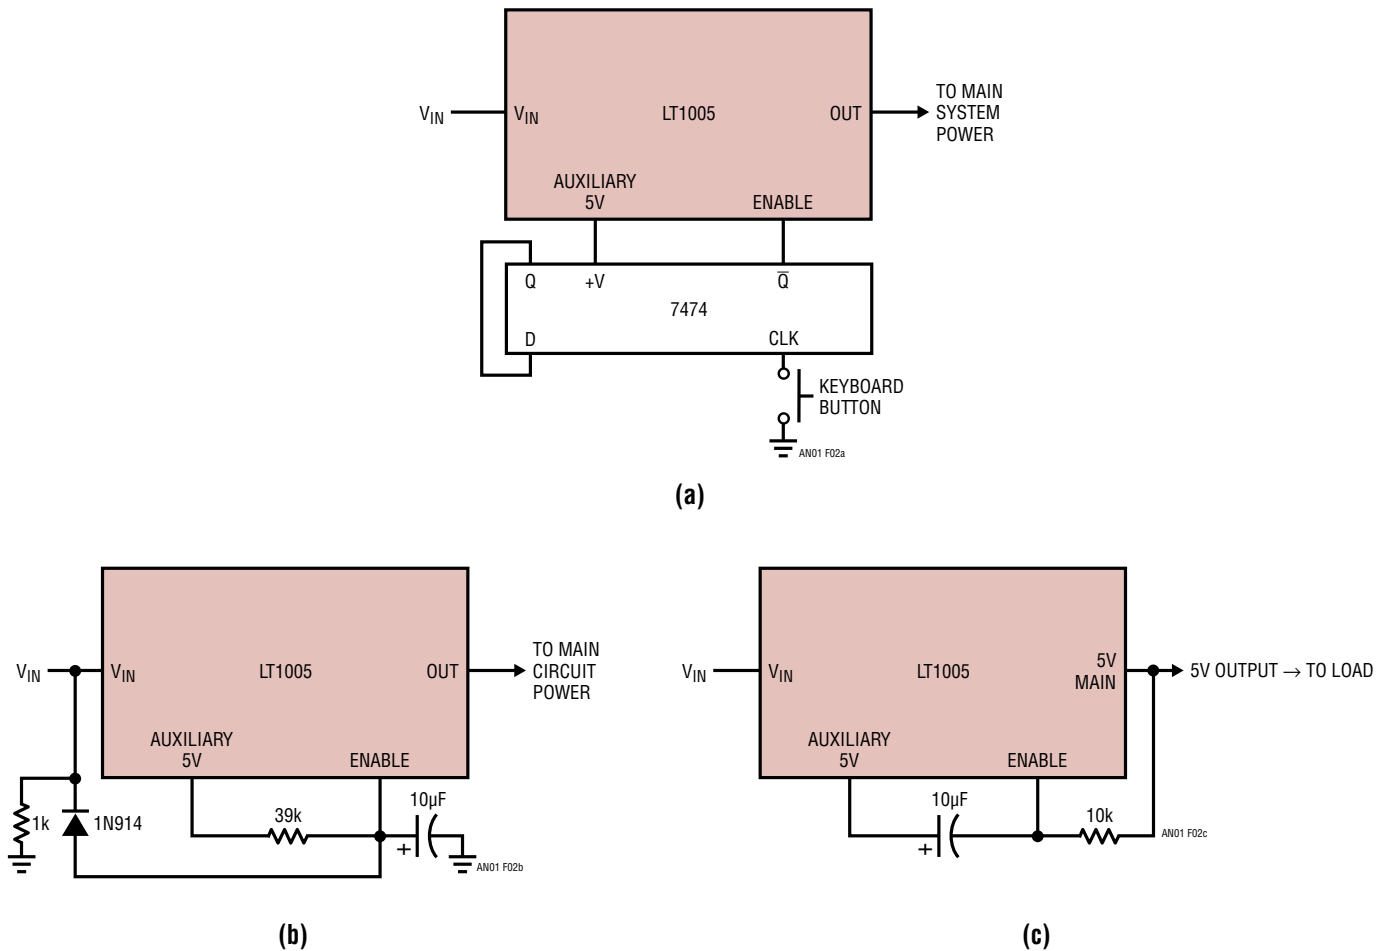 TO MAIN
SYSTEM
POWER
V_IN
V_IN
LT1005
OUT
AUXILIARY
5V
ENABLE
Q
+V
Q̅
7474
D
CLK
KEYBOARD
BUTTON
AN01 F02a
(a)
V_IN
V_IN
LT1005
OUT
TO MAIN
CIRCUIT
POWER
AUXILIARY
5V
ENABLE
1k
1N914
39k
10µF
+
AN01 F02b
(b)
V_IN
V_IN
LT1005
5V
MAIN
5V OUTPUT → TO LOAD
AUXILIARY
5V
ENABLE
10µF
+
10k
AN01 F02c
(c)